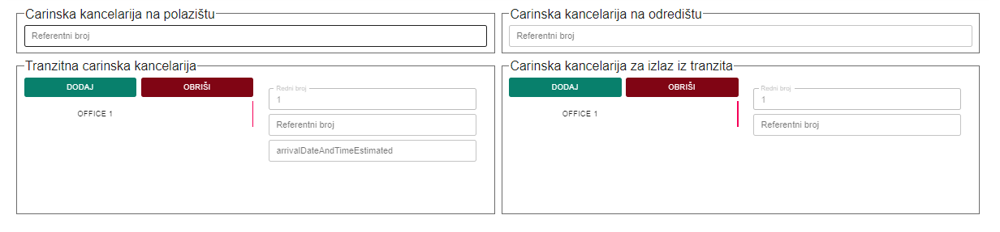 Carinska kancelarija na polazištu
Referentni broj
Carinska kancelarija na odredištu
Referentni broj
Tranzitna carinska kancelarija
DODAJ
OBRIŠI
OFFICE 1
Redni broj
1
Referentni broj
arrivalDateAndTimeEstimated
Carinska kancelarija za izlaz iz tranzita
DODAJ
OBRIŠI
OFFICE 1
Redni broj
1
Referentni broj